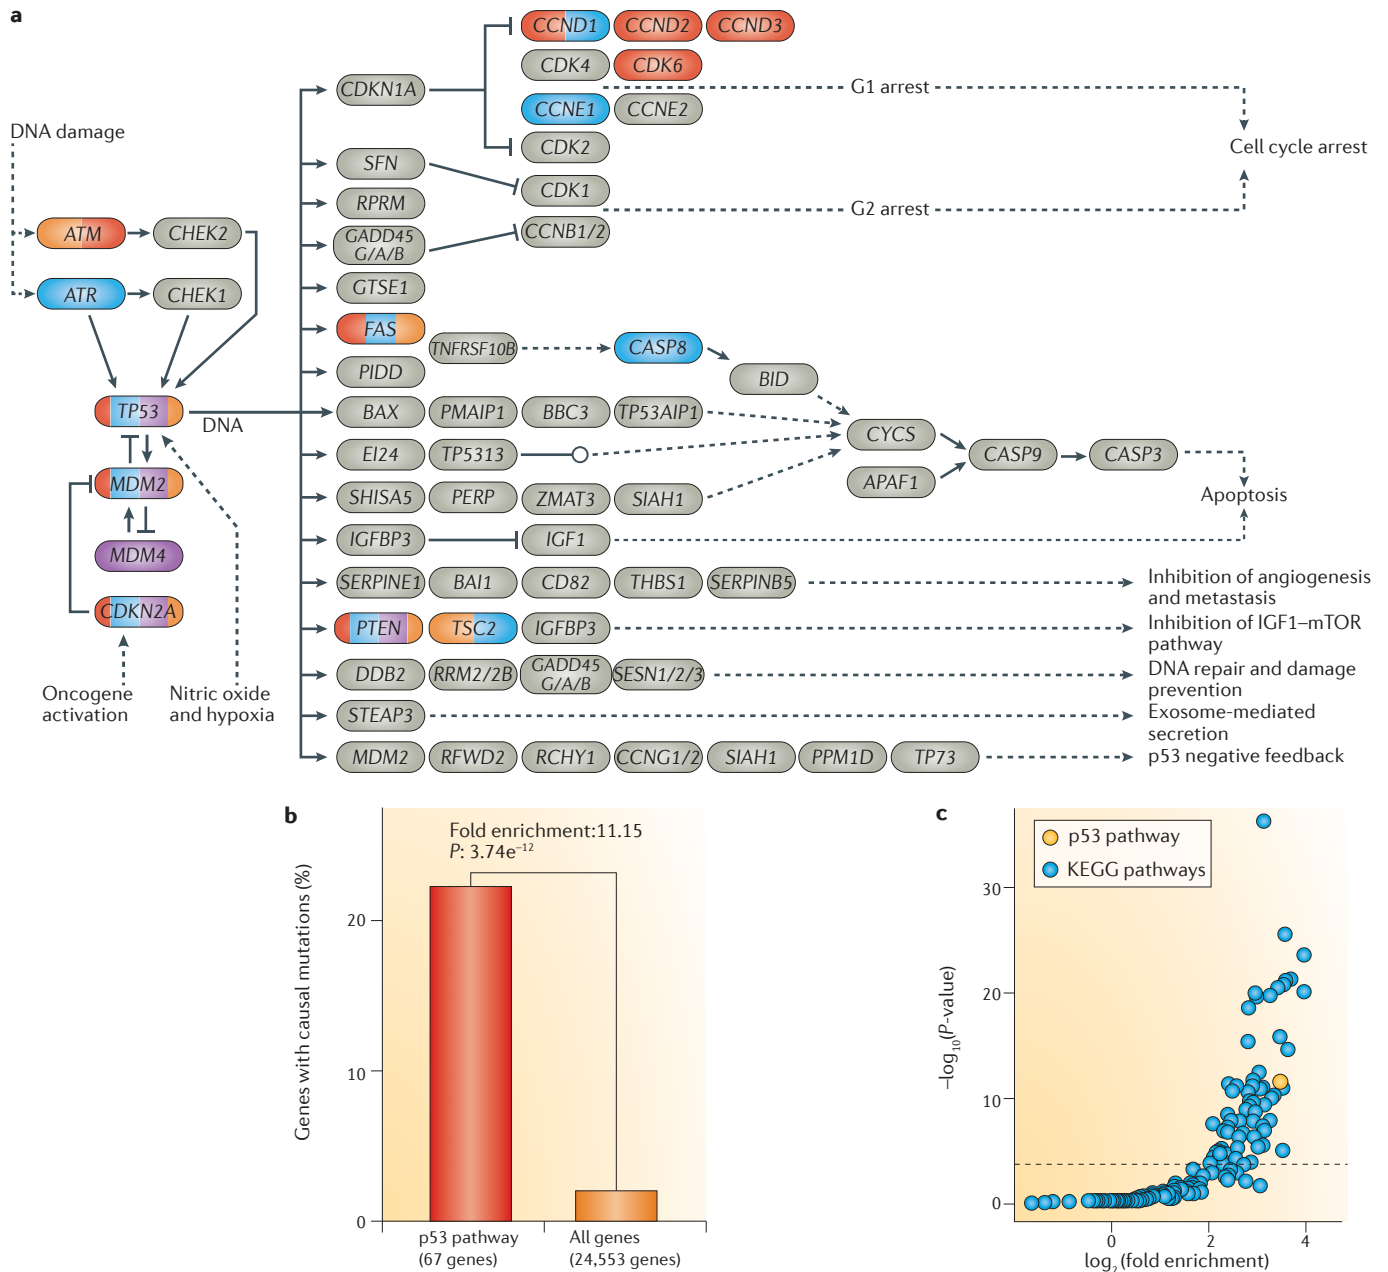 a
CCND1 CCND2 CCND3
CDK4 CDK6
CDKN1A
G1 arrest
CCNE1 CCNE2
DNA damage
CDK2
Cell cycle arrest
SFN
CDK1
RPRM
G2 arrest
ATM CHEK2
GADD45
G/A/B
CCNB1/2
GTSE1
ATR CHEK1
FAS
TNFRSF10B CASP8
PIDD
BID
TP53
DNA
BAX PMAIP1 BBC3 TP53AIP1
CYCS
EI24 TP5313
CASP9 CASP3
MDM2
APAF1
SHISA5 PERP ZMAT3 SIAH1
Apoptosis
IGFBP3 IGF1
MDM4
SERPINE1 BAI1 CD82 THBS1 SERPINB5
Inhibition of angiogenesis
and metastasis
CDKN2A
PTEN TSC2 IGFBP3
Inhibition of IGF1–mTOR
pathway
DDB2 RRM2/2B
GADD45
G/A/B
SESN1/2/3
DNA repair and damage
prevention
Oncogene
activation
Nitric oxide
and hypoxia
STEAP3
Exosome-mediated
secretion
MDM2 RFWD2 RCHY1 CCNG1/2 SIAH1 PPM1D TP73
p53 negative feedback
b
Fold enrichment:11.15
P: 3.74e–12
Genes with causal mutations (%)
20
10
0
p53 pathway
(67 genes)
All genes
(24,553 genes)
c
p53 pathway
KEGG pathways
–log10(P-value)
30
20
10
0
0 2 4
log2(fold enrichment)